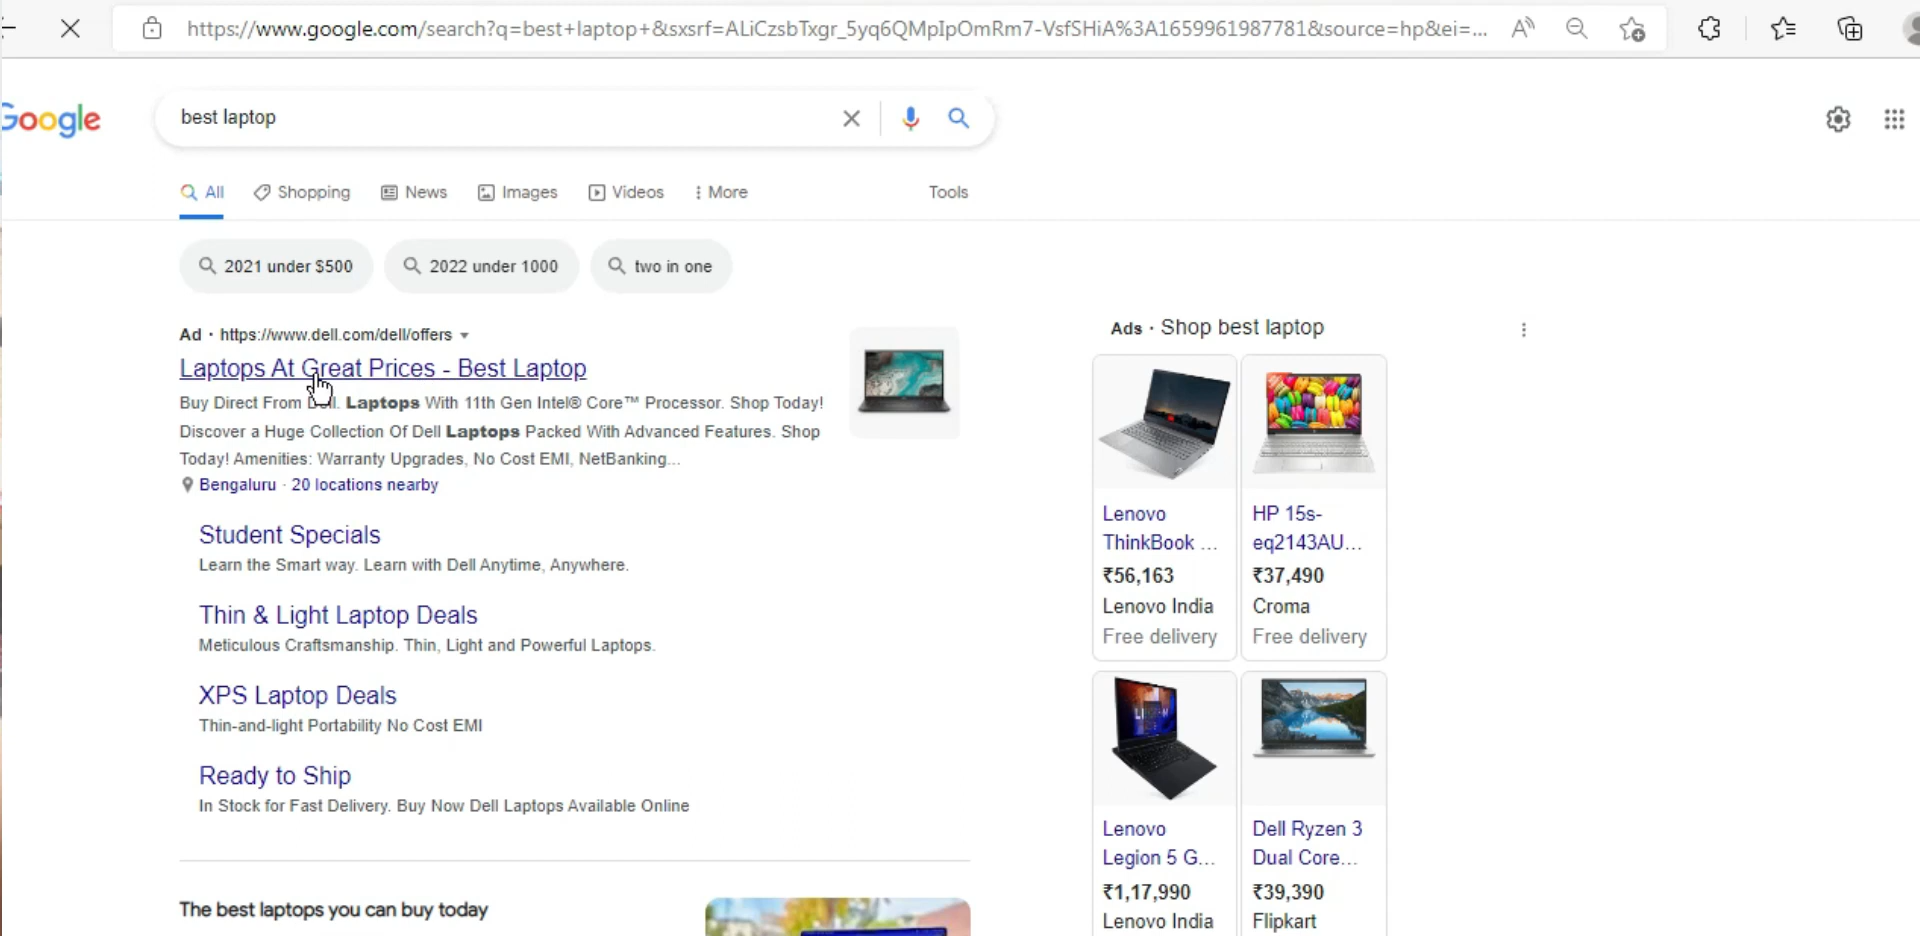 https://www.google.com/search?q=best+laptop+&sxsrf=ALiCzsbTxgr_5yq6QMpIpOmRm7-VsfSHiA%3A1659961987781&source=hp&ei=...
Google
best laptop
All
Shopping
News
Images
Videos
More
Tools
2021 under $500
2022 under 1000
two in one
Ad · https://www.dell.com/dell/offers
Laptops At Great Prices - Best Laptop
Buy Direct From Dell. Laptops With 11th Gen Intel® Core™ Processor. Shop Today!
Discover a Huge Collection Of Dell Laptops Packed With Advanced Features. Shop
Today! Amenities: Warranty Upgrades, No Cost EMI, NetBanking...
Bengaluru · 20 locations nearby
Student Specials
Learn the Smart way. Learn with Dell Anytime, Anywhere.
Thin & Light Laptop Deals
Meticulous Craftsmanship. Thin, Light and Powerful Laptops.
XPS Laptop Deals
Thin-and-light Portability No Cost EMI
Ready to Ship
In Stock for Fast Delivery. Buy Now Dell Laptops Available Online
The best laptops you can buy today
Ads · Shop best laptop
Lenovo
ThinkBook ...
₹56,163
Lenovo India
Free delivery
HP 15s-
eq2143AU...
₹37,490
Croma
Free delivery
Lenovo
Legion 5 G...
₹1,17,990
Lenovo India
Dell Ryzen 3
Dual Core...
₹39,390
Flipkart